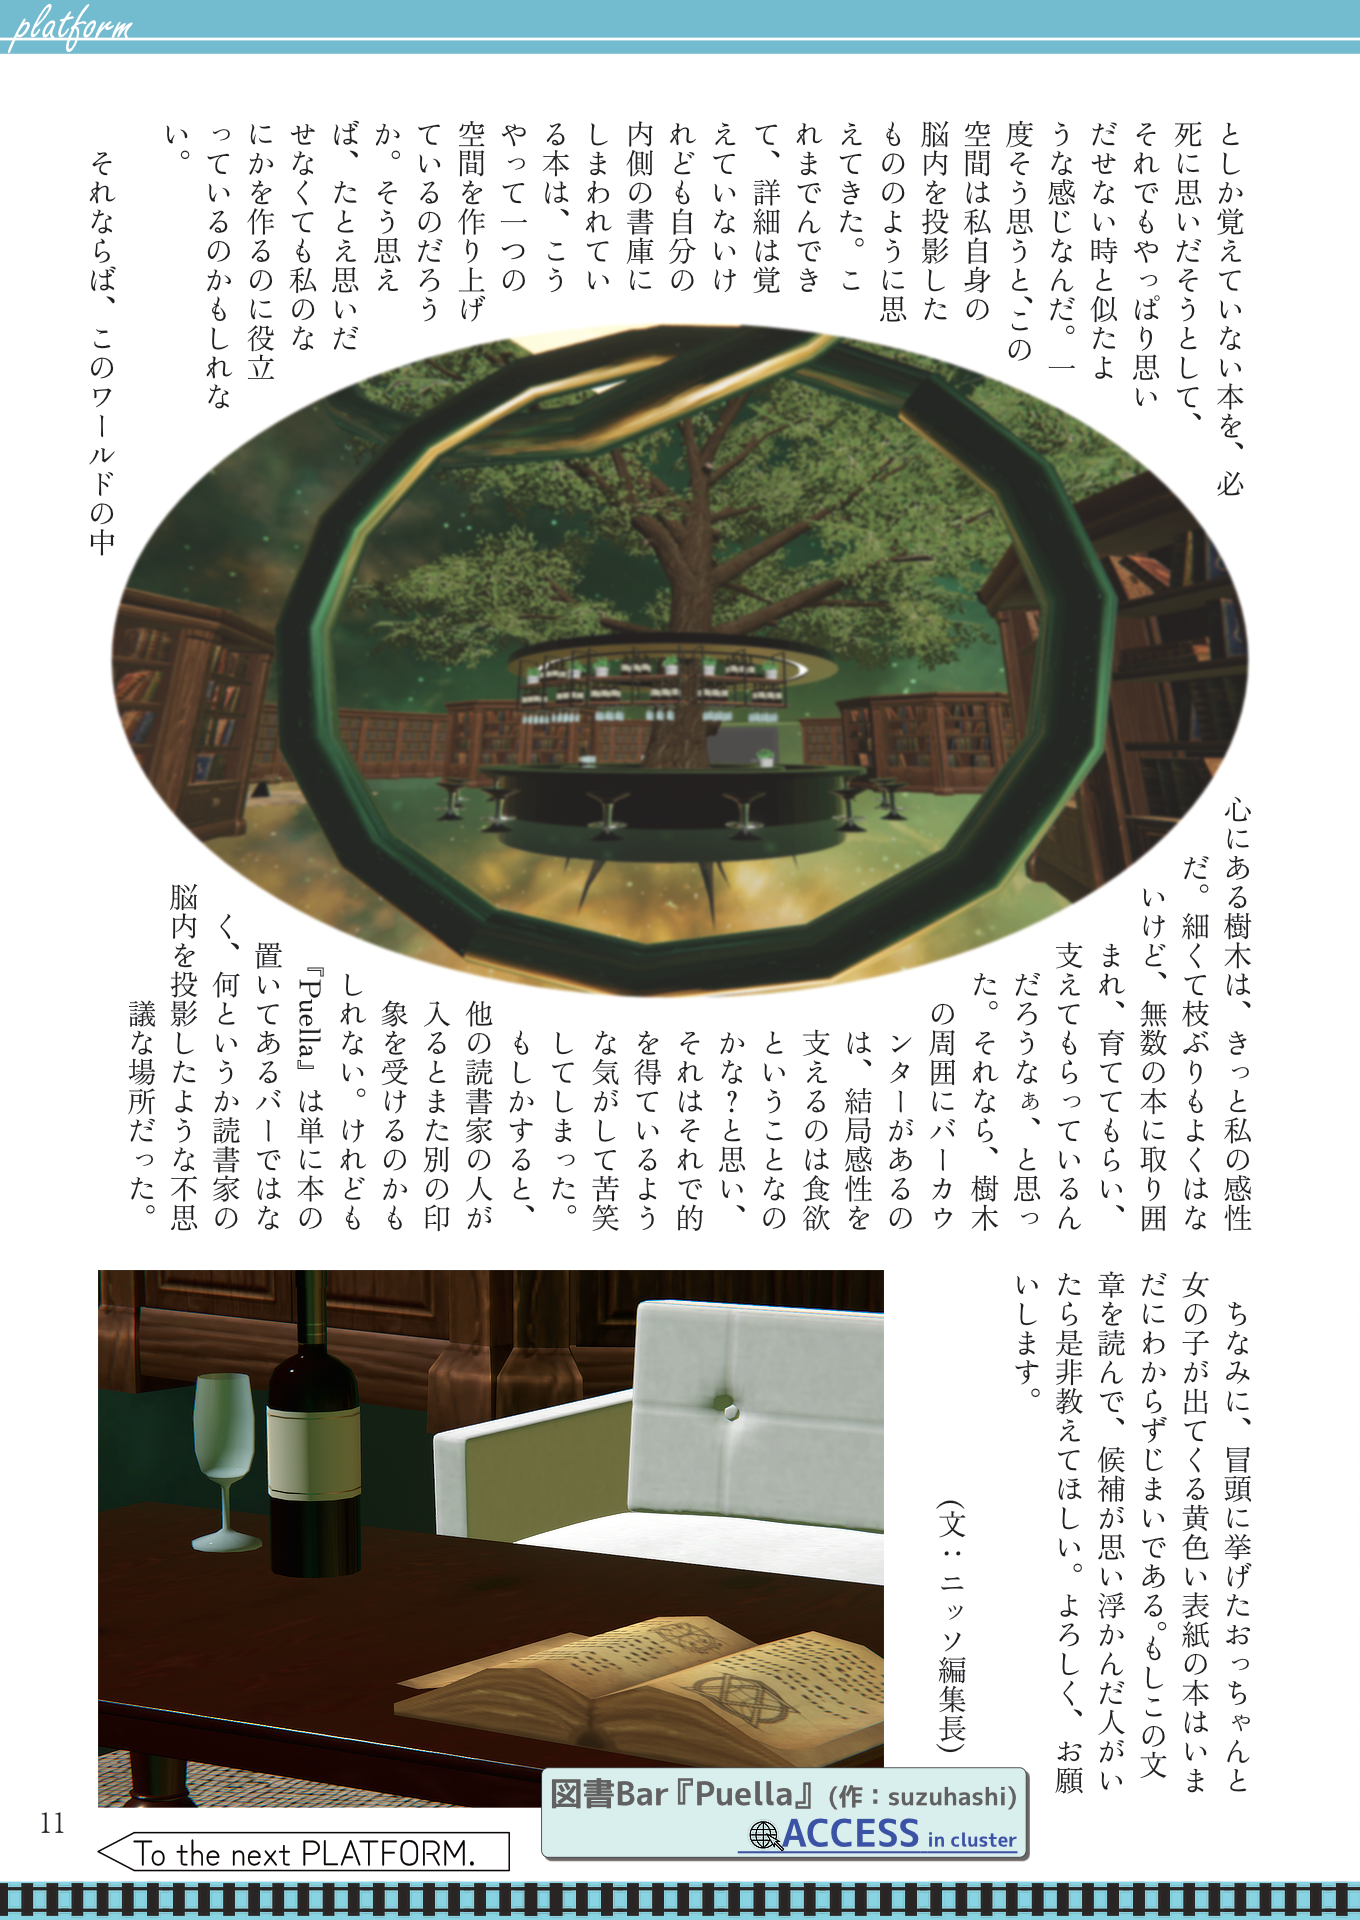 platform
としか覚えていない本を、必
死に思いだそうとして、
それでもやっぱり思い
だせない時と似たよ
うな感じなんだ。一
度そう思うと、この
空間は私自身の
脳内を投影した
もののように思
えてきた。こ
れまでんでき
て、詳細は覚
えていないけ
れども自分の
内側の書庫に
しまわれてい
る本は、こう
やって一つの
空間を作り上げ
ているのだろう
か。そう思え
ば、たとえ思いだ
せなくても私のな
にかを作るのに役立
っているのかもしれな
い。
それならば、このワールドの中
心にある樹木は、きっと私の感性
だ。細くて枝ぶりもよくはな
いけど、無数の本に取り囲
まれ、育ててもらい、
支えてもらっているん
だろうなぁ、と思っ
た。それなら、樹木
の周囲にバーカウ
ンターがあるの
は、結局感性を
支えるのは食欲
ということなの
かな？と思い、
それはそれで的
を得ているよう
な気がして苦笑
してしまった。
もしかすると、
他の読書家の人が
入るとまた別の印
象を受けるのかも
しれない。けれども
『Puella』は単に本の
置いてあるバーではな
く、何というか読書家の
脳内を投影したような不思
議な場所だった。
ちなみに、冒頭に挙げたおっちゃんと
女の子が出てくる黄色い表紙の本はいま
だにわからずじまいである。もしこの文
章を読んで、候補が思い浮かんだ人がい
たら是非教えてほしい。よろしく、お願
いします。
(文：ニッソ編集長)
図書Bar『Puella』(作：suzuhashi)
ACCESS in cluster
11
To the next PLATFORM.